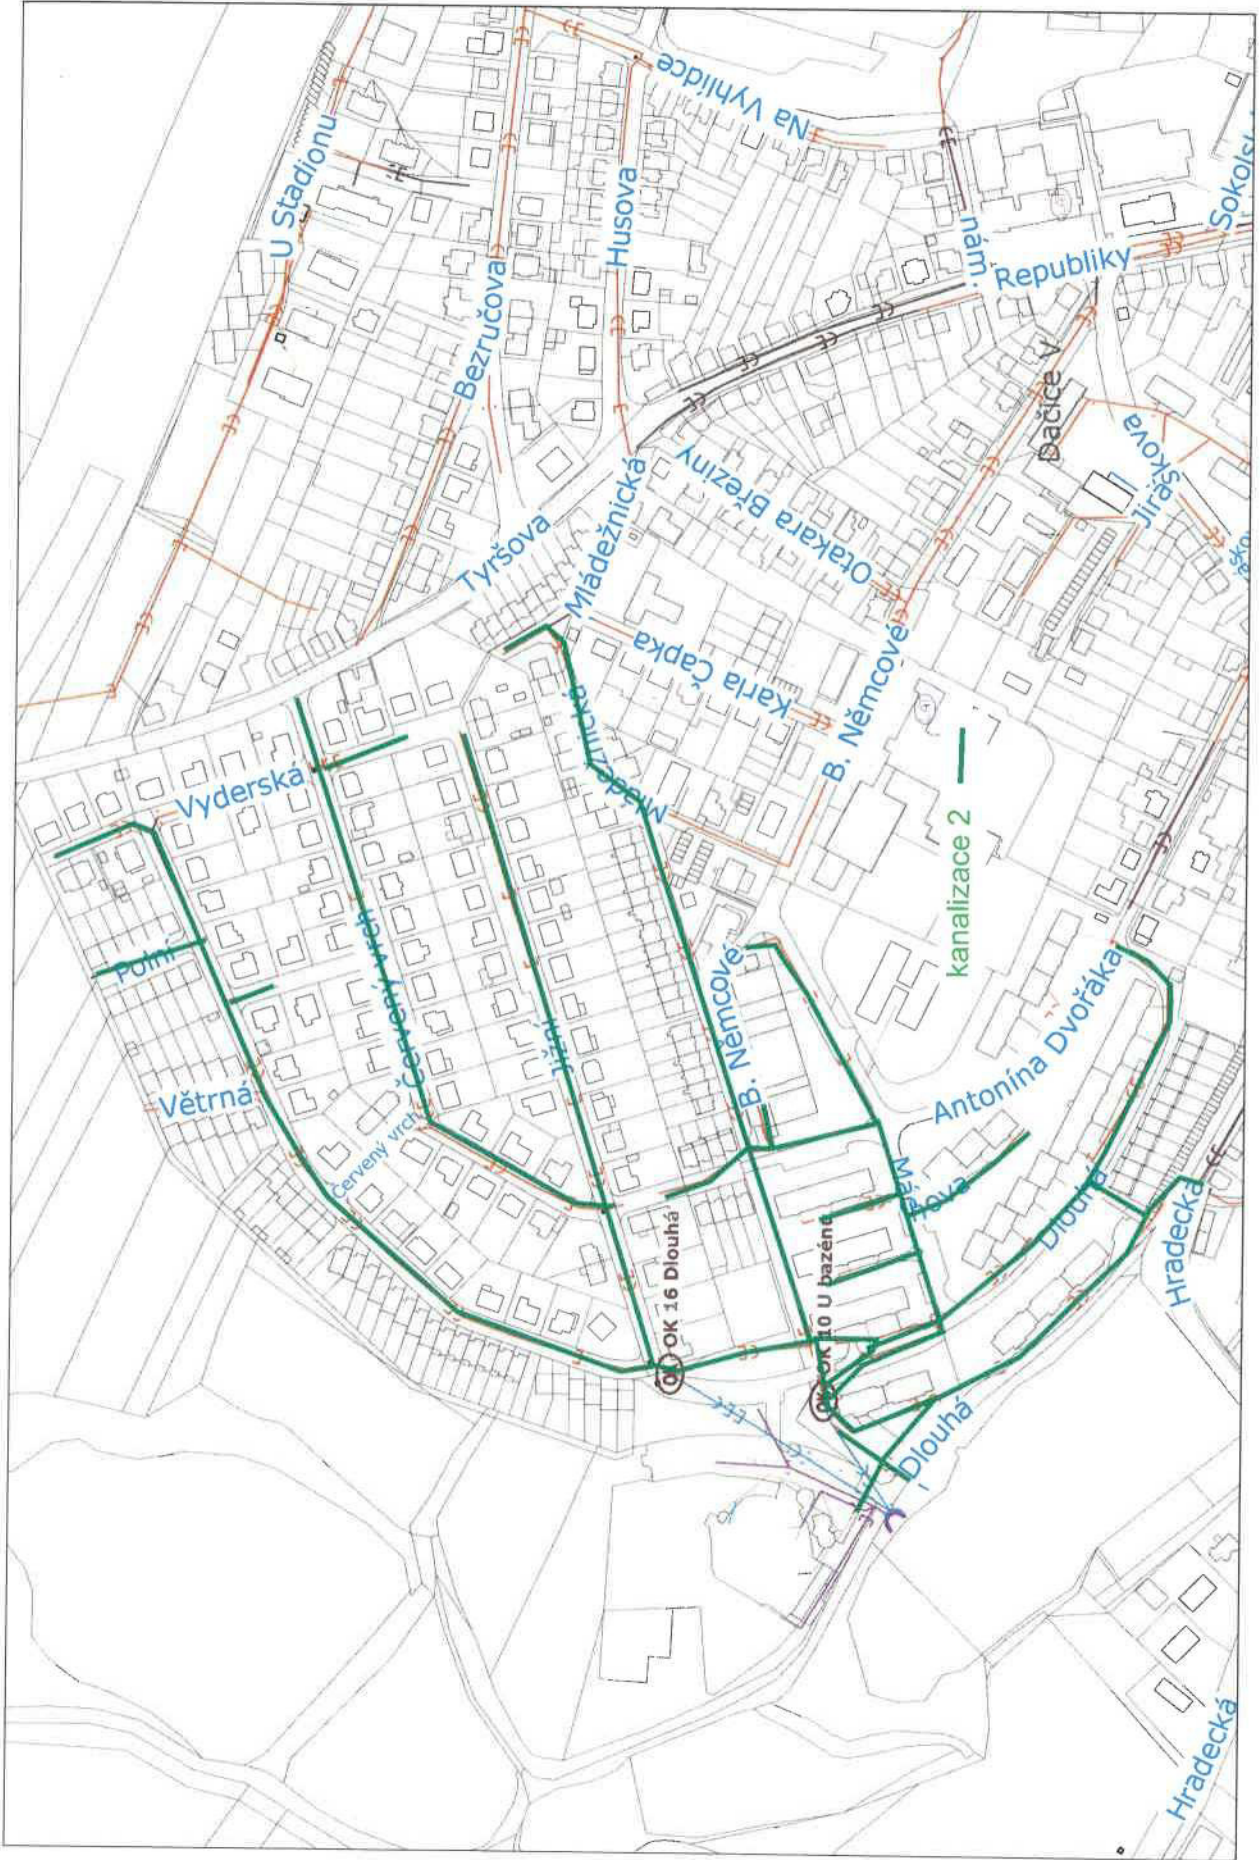 U Stadionu
Na Vyhlídce
Bezručova
Husova
nám.
Republiky
Sokolsk
Tyršova
Mládežnická
Otakara Březiny
Dačice V
Jiráskova
Karla Čapka
B. Němcové
Vyderská
Mládežnická
kanalizace 2
Polní
Červený vrch
Jižní
B. Němcové
Antonína Dvořáka
Větrná
Červený vrch
Dlouhá
Hradecká
OK OK 16 Dlouhá
OK OK 10 U bazénu
Dlouhá
Hradecká